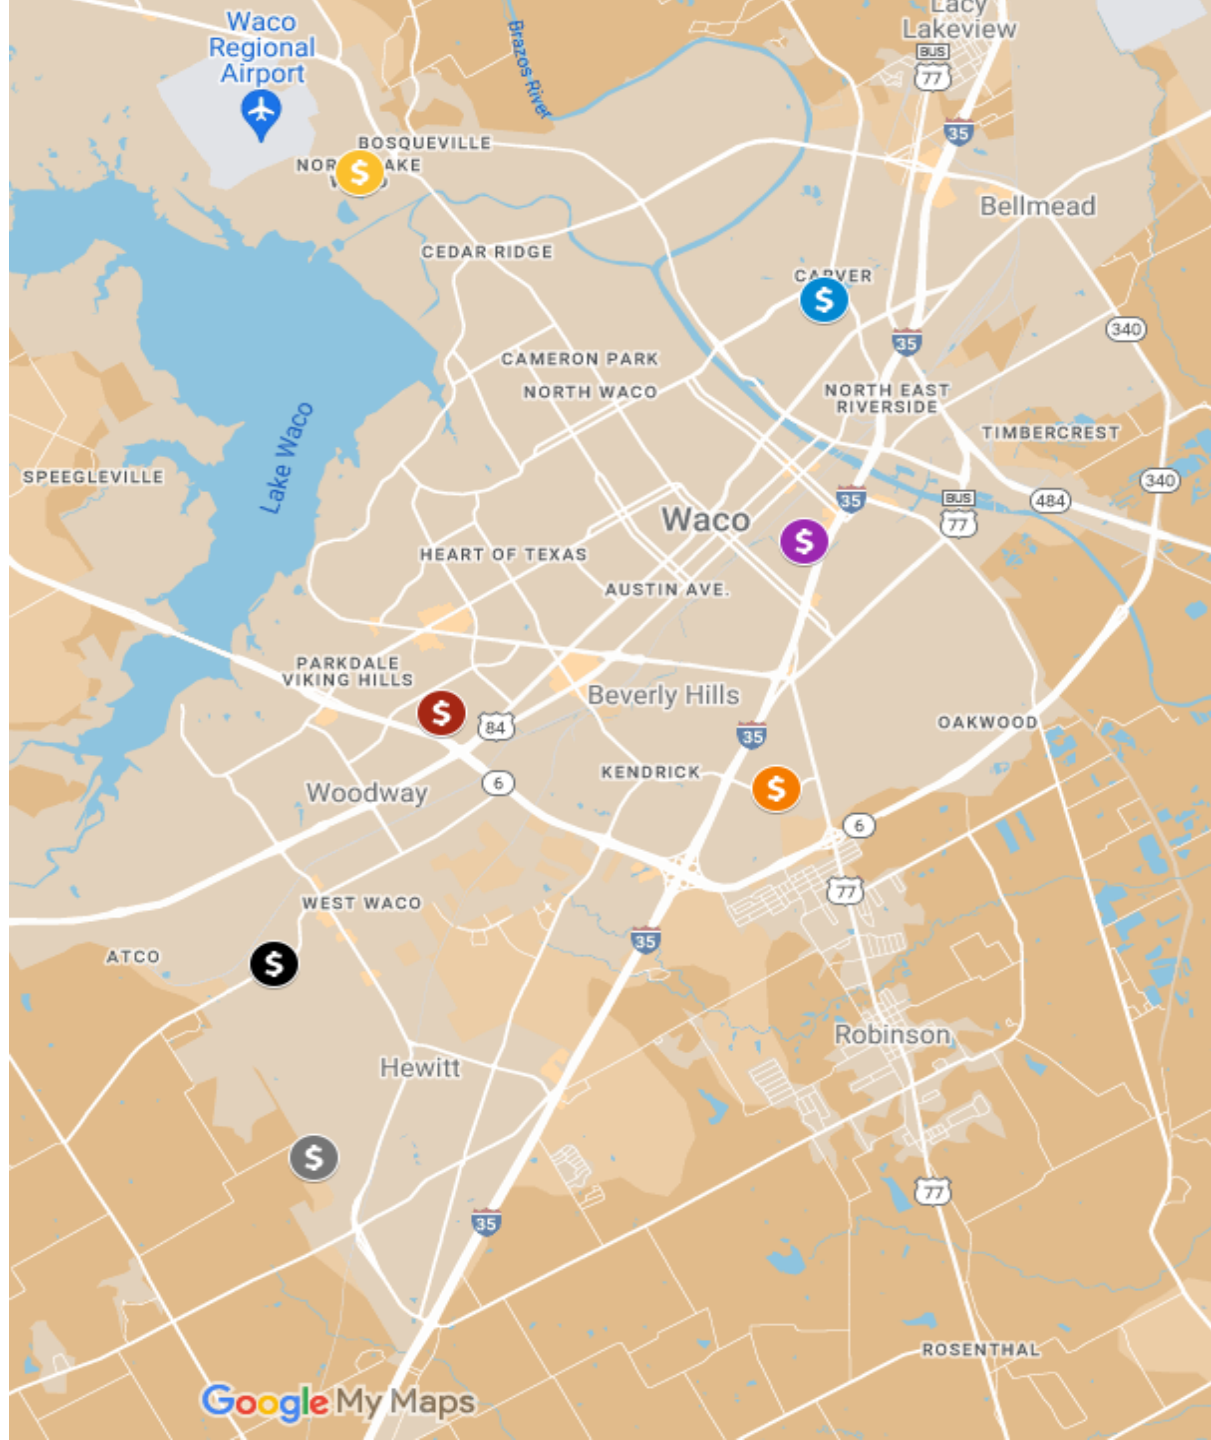 Lacy
Lakeview
BUS
77
Waco
Regional
Airport
Brazos River
35
BOSQUEVILLE
$
Bellmead
CEDAR RIDGE
CARVER
$
340
35
CAMERON PARK
NORTH WACO
NORTH EAST
RIVERSIDE
TIMBERCREST
Lake Waco
SPEEGLEVILLE
340
35
BUS
77
484
Waco
$
HEART OF TEXAS
AUSTIN AVE.
PARKDALE
VIKING HILLS
Beverly Hills
$
84
35
OAKWOOD
KENDRICK
6
Woodway
$
6
77
WEST WACO
35
ATCO
$
Robinson
Hewitt
$
77
35
ROSENTHAL
Google My Maps